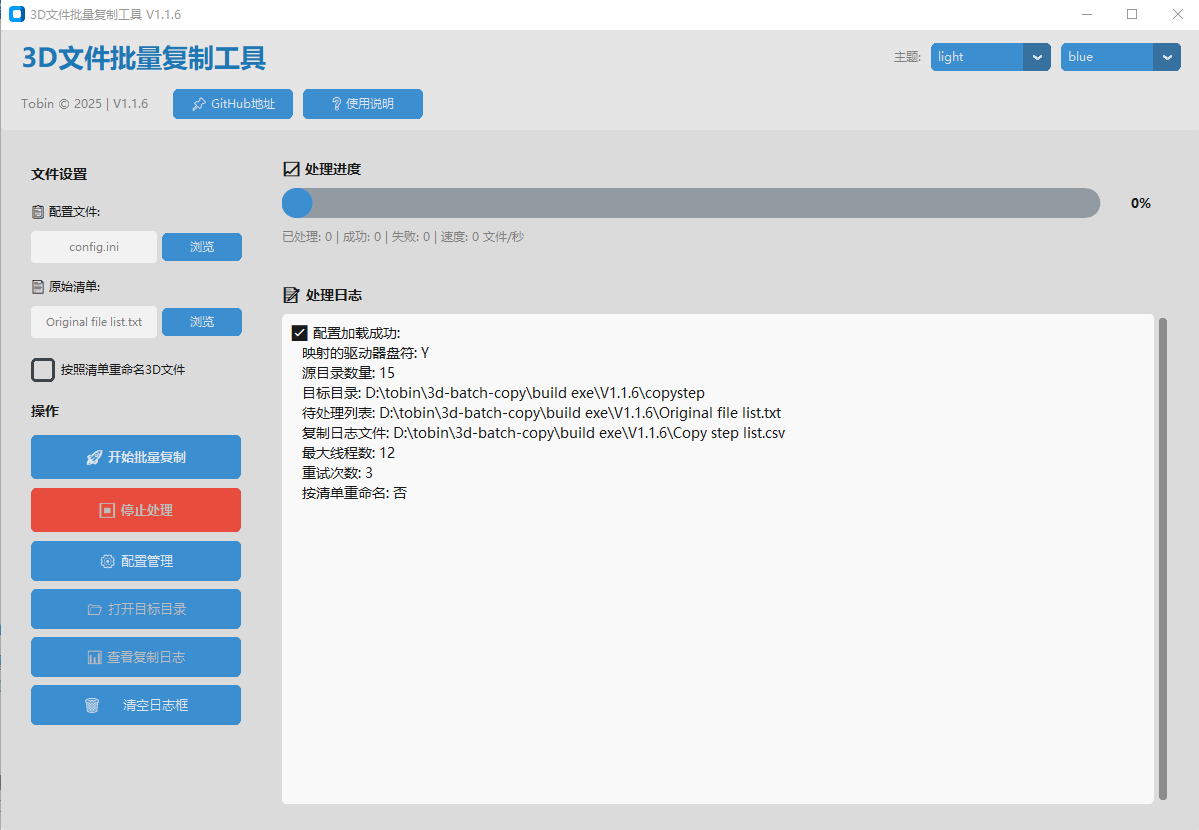 3D文件批量复制工具 V1.1.6
3D文件批量复制工具
主题:
light
blue
Tobin © 2025 | V1.1.6
GitHub地址
使用说明
文件设置
配置文件:
config.ini
浏览
原始清单:
Original file list.txt
浏览
按照清单重命名3D文件
操作
开始批量复制
停止处理
配置管理
打开目标目录
查看复制日志
清空日志框
处理进度
0%
已处理: 0 | 成功: 0 | 失败: 0 | 速度: 0 文件/秒
处理日志
配置加载成功:
映射的驱动器盘符: Y
源目录数量: 15
目标目录: D:\tobin\3d-batch-copy\build exe\V1.1.6\copystep
待处理列表: D:\tobin\3d-batch-copy\build exe\V1.1.6\Original file list.txt
复制日志文件: D:\tobin\3d-batch-copy\build exe\V1.1.6\Copy step list.csv
最大线程数: 12
重试次数: 3
按清单重命名: 否